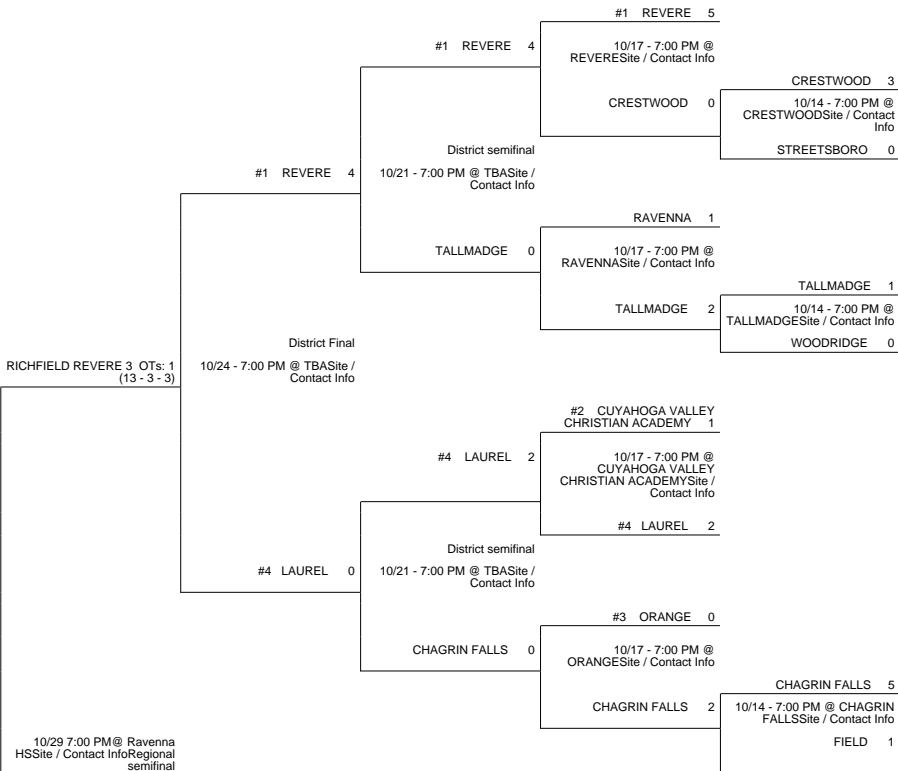 #1 REVERE 5
#1 REVERE 4
10/17 - 7:00 PM @
REVERESite / Contact Info
CRESTWOOD 3
CRESTWOOD 0
10/14 - 7:00 PM @
CRESTWOODSite / Contact
Info
District semifinal
STREETSBORO 0
#1 REVERE 4
10/21 - 7:00 PM @ TBASite /
Contact Info
RAVENNA 1
TALLMADGE 0
10/17 - 7:00 PM @
RAVENNASite / Contact Info
TALLMADGE 1
TALLMADGE 2
10/14 - 7:00 PM @
TALLMADGESite / Contact Info
District Final
WOODRIDGE 0
RICHFIELD REVERE 3 OTs: 1
(13 - 3 - 3)
10/24 - 7:00 PM @ TBASite /
Contact Info
#2 CUYAHOGA VALLEY
CHRISTIAN ACADEMY 1
#4 LAUREL 2
10/17 - 7:00 PM @
CUYAHOGA VALLEY
CHRISTIAN ACADEMYSite /
Contact Info
#4 LAUREL 2
District semifinal
#4 LAUREL 0
10/21 - 7:00 PM @ TBASite /
Contact Info
#3 ORANGE 0
CHAGRIN FALLS 0
10/17 - 7:00 PM @
ORANGESite / Contact Info
CHAGRIN FALLS 5
CHAGRIN FALLS 2
10/14 - 7:00 PM @ CHAGRIN
FALLSSite / Contact Info
FIELD 1
10/29 7:00 PM@ Ravenna
HSSite / Contact InfoRegional
semifinal